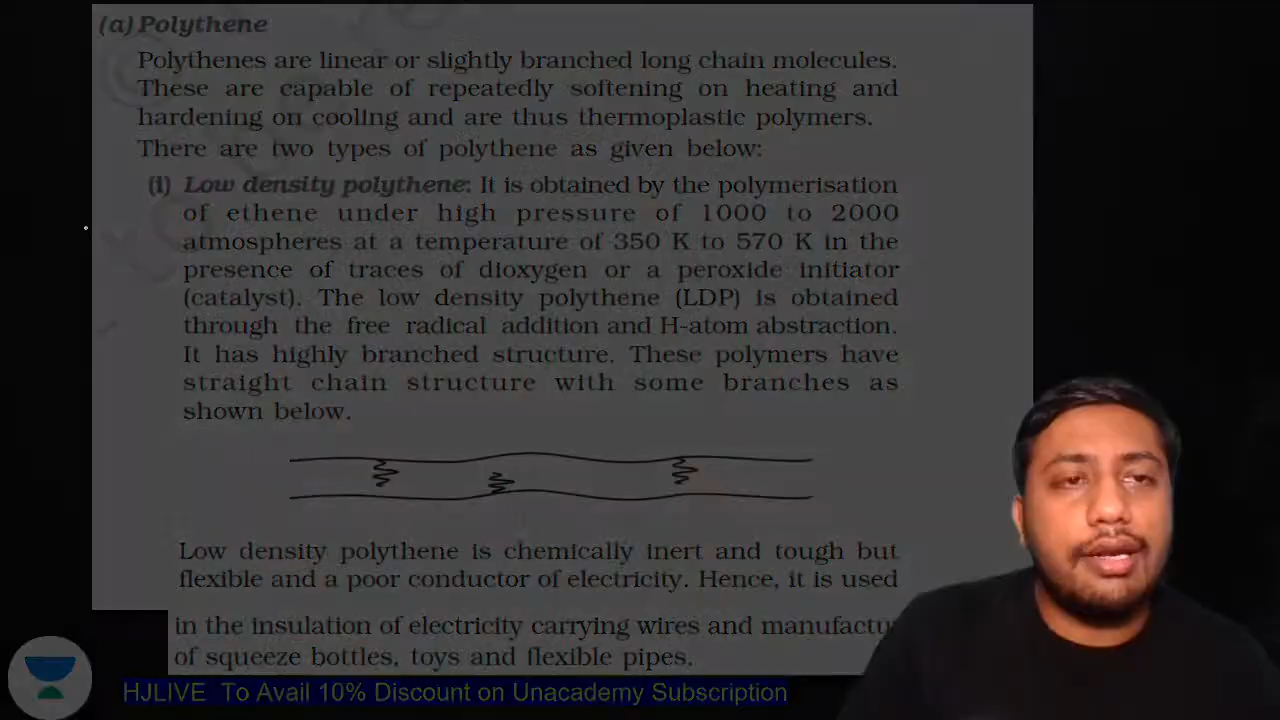 (a) Polythene
Polythenes are linear or slightly branched long chain molecules.
These are capable of repeatedly softening on heating and
hardening on cooling and are thus thermoplastic polymers.
There are two types of polythene as given below:
(i) Low density polythene: It is obtained by the polymerisation
of ethene under high pressure of 1000 to 2000
atmospheres at a temperature of 350 K to 570 K in the
presence of traces of dioxygen or a peroxide initiator
(catalyst). The low density polythene (LDP) is obtained
through the free radical addition and H-atom abstraction.
It has highly branched structure. These polymers have
straight chain structure with some branches as
shown below.
Low density polythene is chemically inert and tough but
flexible and a poor conductor of electricity. Hence, it is used
in the insulation of electricity carrying wires and manufactu
of squeeze bottles, toys and flexible pipes.
HJLIVE To Avail 10% Discount on Unacademy Subscription